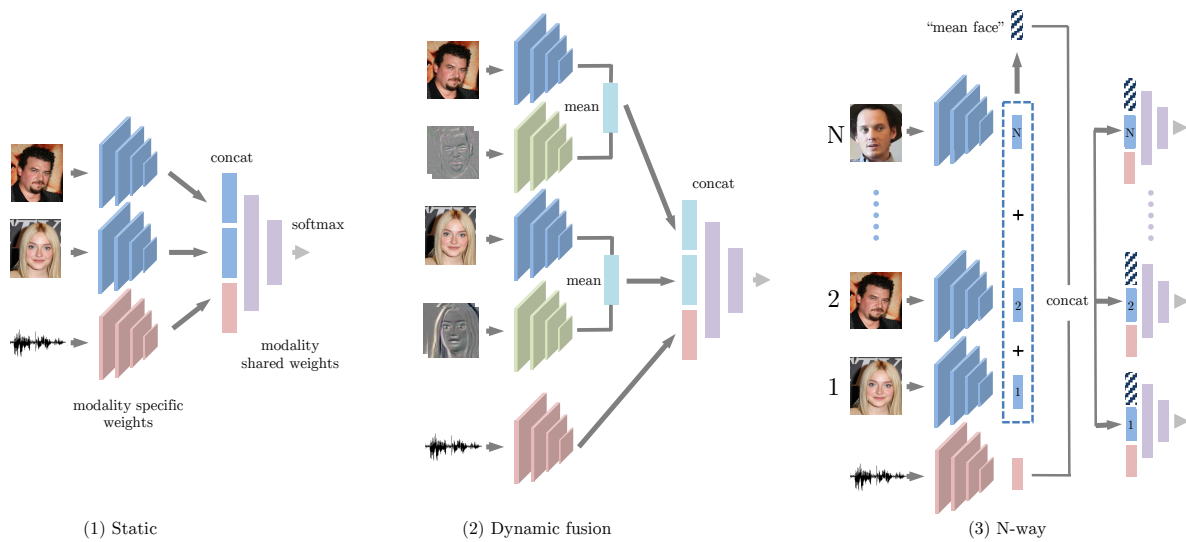 concat
softmax
modality
shared weights
modality specific
weights
(1) Static
mean
concat
mean
(2) Dynamic fusion
“mean face”
N
N
N
+
2
2
2
concat
+
1
1
1
(3) N-way